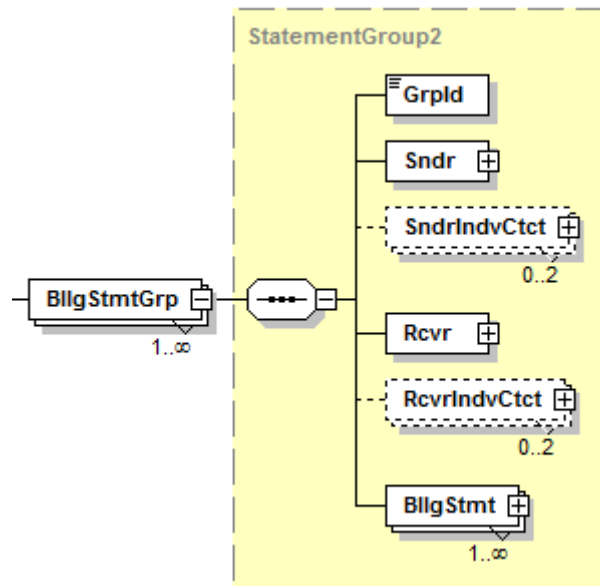 StatementGroup2
GrpId
Sndr
SndrIndvCtct
0..2
BllgStmtGrp
1..∞
Rcvr
RcvrIndvCtct
0..2
BllgStmt
1..∞